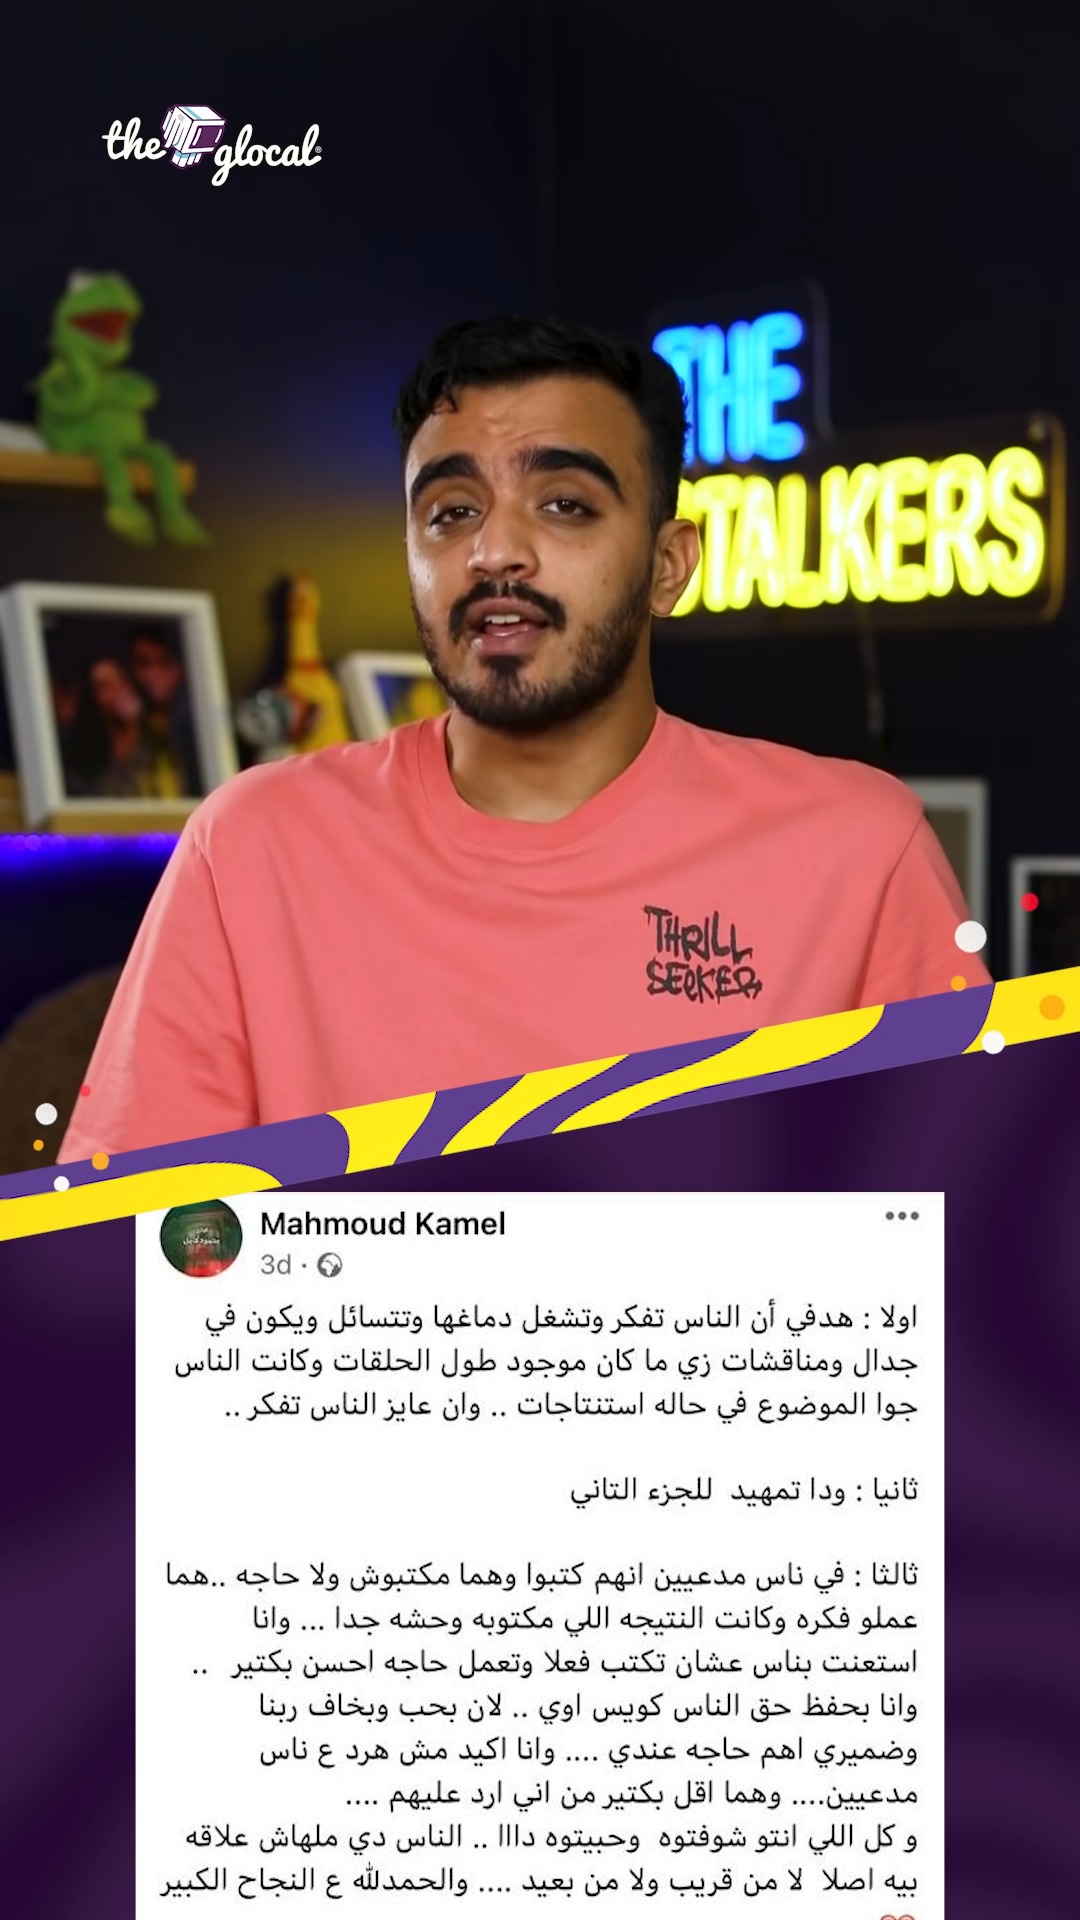 the glocal
THE
STALKERS
THRILL
SEEKER
Mahmoud Kamel
3d ·
اولا : هدفي أن الناس تفكر وتشغل دماغها وتتسائل ويكون في
جدال ومناقشات زي ما كان موجود طول الحلقات وكانت الناس
جوا الموضوع في حاله استنتاجات .. وان عايز الناس تفكر ..
ثانيا : ودا تمهيد للجزء التاني
ثالثا : في ناس مدعيين انهم كتبوا وهما مكتبوش ولا حاجه ..هما
عملو فكره وكانت النتيجه اللي مكتوبه وحشه جدا ... وانا
استعنت بناس عشان تكتب فعلا وتعمل حاجه احسن بكتير ..
وانا بحفظ حق الناس كويس اوي .. لان بحب وبخاف ربنا
وضميري اهم حاجه عندي .... وانا اكيد مش هرد ع ناس
مدعيين.... وهما اقل بكتير من اني ارد عليهم ....
و كل اللي انتو شوفتوه وحبيتوه دااا .. الناس دي ملهاش علاقه
بيه اصلا لا من قريب ولا من بعيد .... والحمدلله ع النجاح الكبير